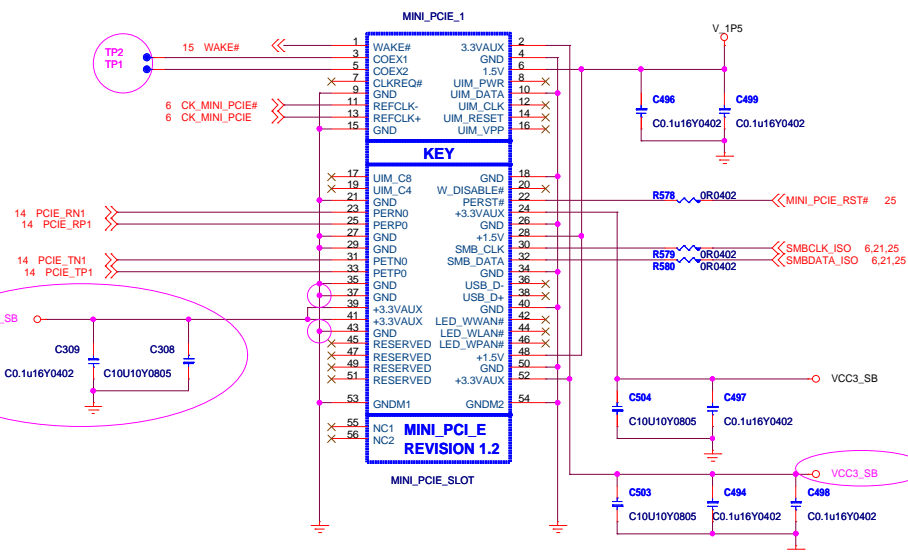 MINI_PCIE_1
V_1P5
TP2
TP1
15 WAKE#
1 WAKE# 3.3VAUX 2
3 COEX1 GND 4
5 COEX2 1.5V 6
7 CLKREQ# UIM_PWR 8
9 GND UIM_DATA 10
6 CK_MINI_PCIE# 11 REFCLK- UIM_CLK 12
6 CK_MINI_PCIE 13 REFCLK+ UIM_RESET 14
15 GND UIM_VPP 16
C496
C0.1u16Y0402
C499
C0.1u16Y0402
KEY
17 UIM_C8 GND 18
19 UIM_C4 W_DISABLE# 20
21 GND PERST# 22 R578 0R0402 MINI_PCIE_RST# 25
14 PCIE_RN1 23 PERN0 +3.3VAUX 24
14 PCIE_RP1 25 PERP0 GND 26
27 GND +1.5V 28
29 GND SMB_CLK 30 R579 0R0402 SMBCLK_ISO 6,21,25
14 PCIE_TN1 31 PETN0 SMB_DATA 32 R580 0R0402 SMBDATA_ISO 6,21,25
14 PCIE_TP1 33 PETP0 GND 34
35 GND USB_D- 36
37 GND USB_D+ 38
39 +3.3VAUX GND 40
_SB 41 +3.3VAUX LED_WWAN# 42
43 GND LED_WLAN# 44
45 RESERVED LED_WPAN# 46
47 RESERVED +1.5V 48
49 RESERVED GND 50
51 RESERVED +3.3VAUX 52
53 GNDM1 GNDM2 54
C309
C0.1u16Y0402
C308
C10U10Y0805
55 NC1
56 NC2
MINI_PCI_E
REVISION 1.2
MINI_PCIE_SLOT
VCC3_SB
C504
C10U10Y0805
C497
C0.1u16Y0402
VCC3_SB
C503
C10U10Y0805
C494
C0.1u16Y0402
C498
C0.1u16Y0402